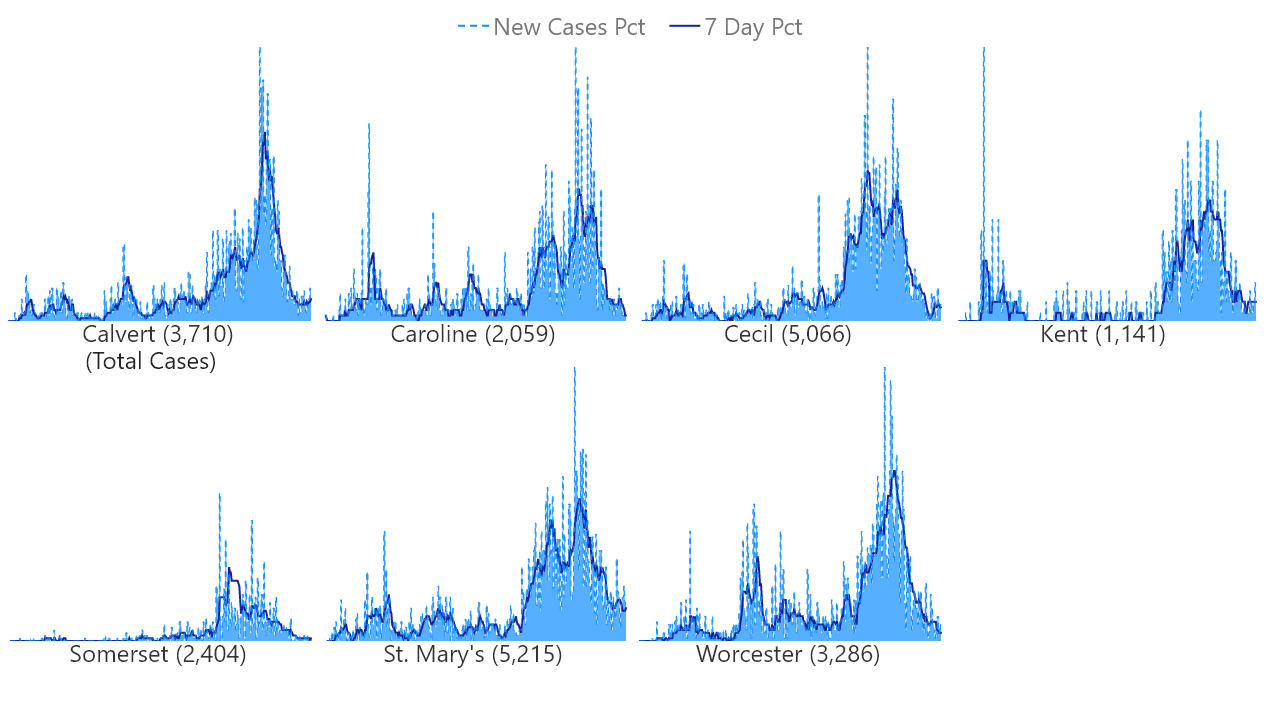 New Cases Pct 7 Day Pct
Calvert (3,710) Caroline (2,059) Cecil (5,066) Kent (1,141)
(Total Cases)
Somerset (2,404) St. Mary's (5,215) Worcester (3,286)